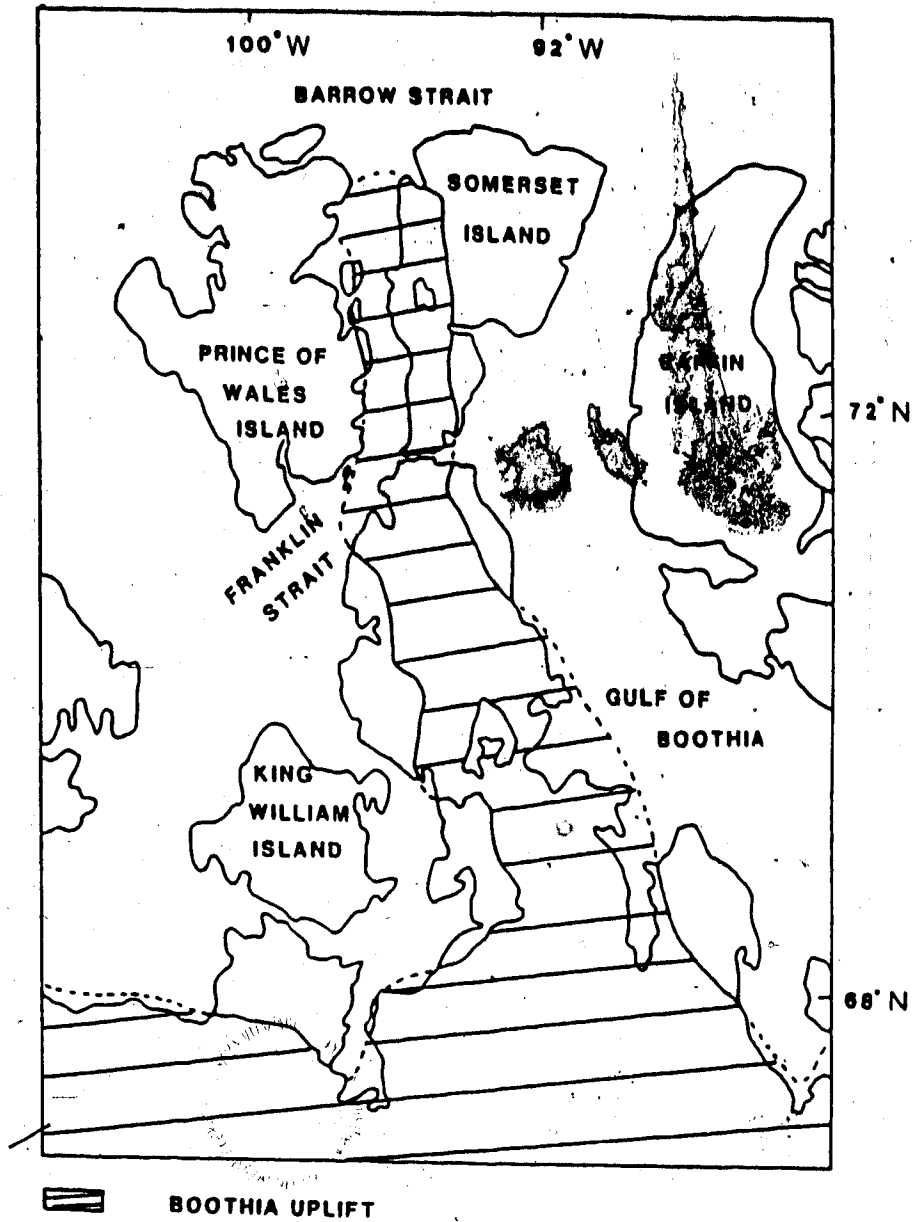 100°W 92°W
BARROW STRAIT
SOMERSET
ISLAND
PRINCE OF
WALES
ISLAND
ISLAND
72°N
FRANKLIN
STRAIT
GULF OF
BOOTHIA
KING
WILLIAM
ISLAND
68°N
BOOTHIA UPLIFT